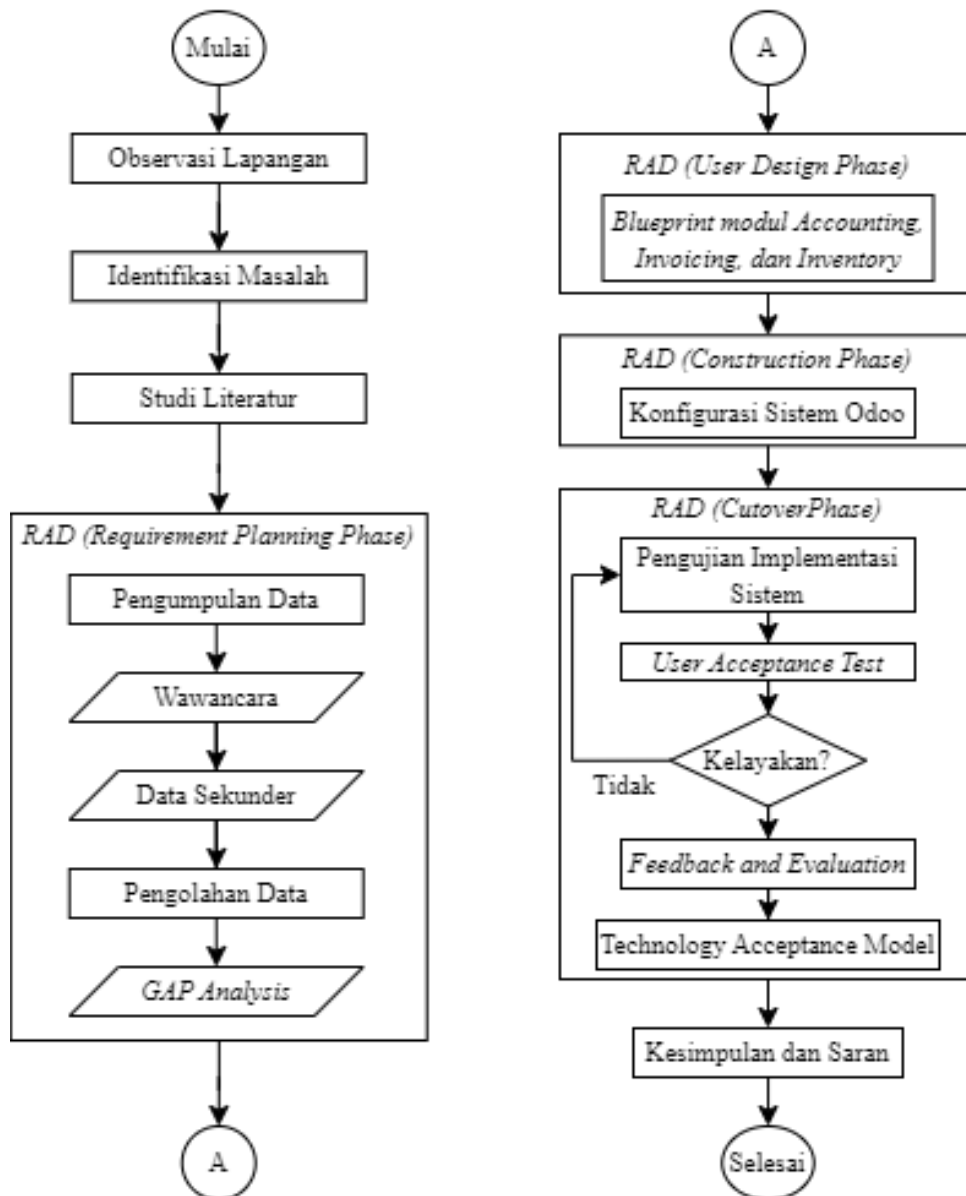 Mulai
Observasi Lapangan
Identifikasi Masalah
Studi Literatur
RAD (Requirement Planning Phase)
Pengumpulan Data
Wawancara
Data Sekunder
Pengolahan Data
GAP Analysis
A
A
RAD (User Design Phase)
Blueprint modul Accounting,
Invoicing, dan Inventory
RAD (Construction Phase)
Konfigurasi Sistem Odoo
RAD (CutoverPhase)
Pengujian Implementasi
Sistem
User Acceptance Test
Kelayakan?
Tidak
Feedback and Evaluation
Technology Acceptance Model
Kesimpulan dan Saran
Selesai